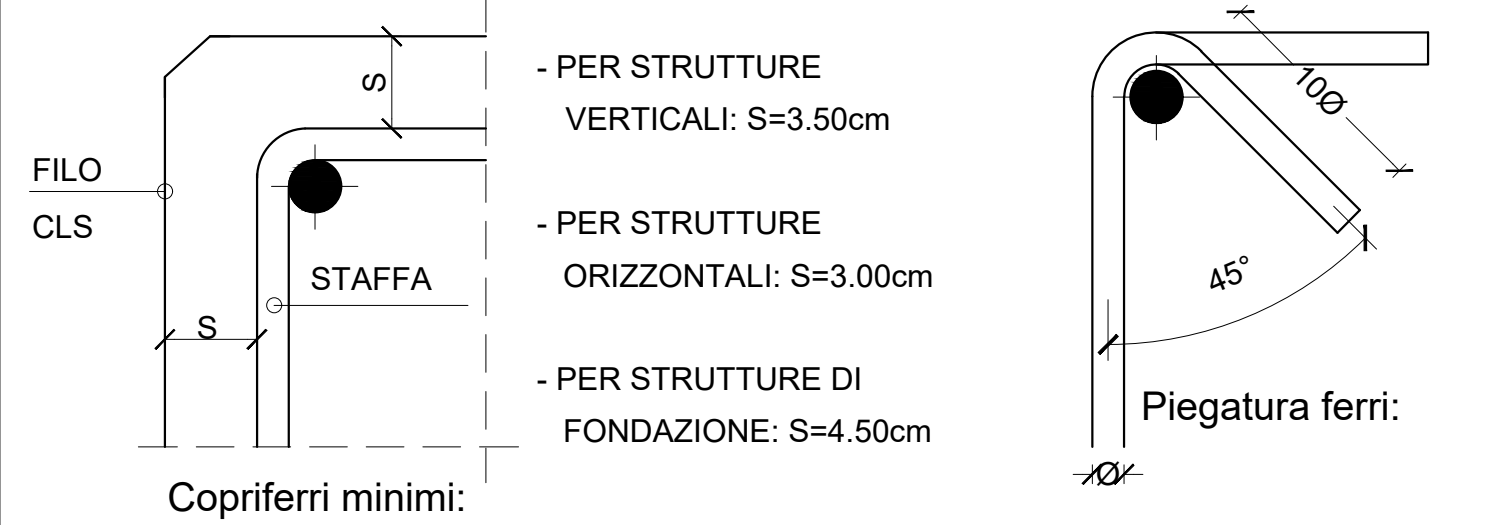 S
FILO
CLS
STAFFA
S
Copriferri minimi:
- PER STRUTTURE
VERTICALI: S=3.50cm
- PER STRUTTURE
ORIZZONTALI: S=3.00cm
- PER STRUTTURE DI
FONDAZIONE: S=4.50cm
10Ø
45°
Piegatura ferri:
Ø